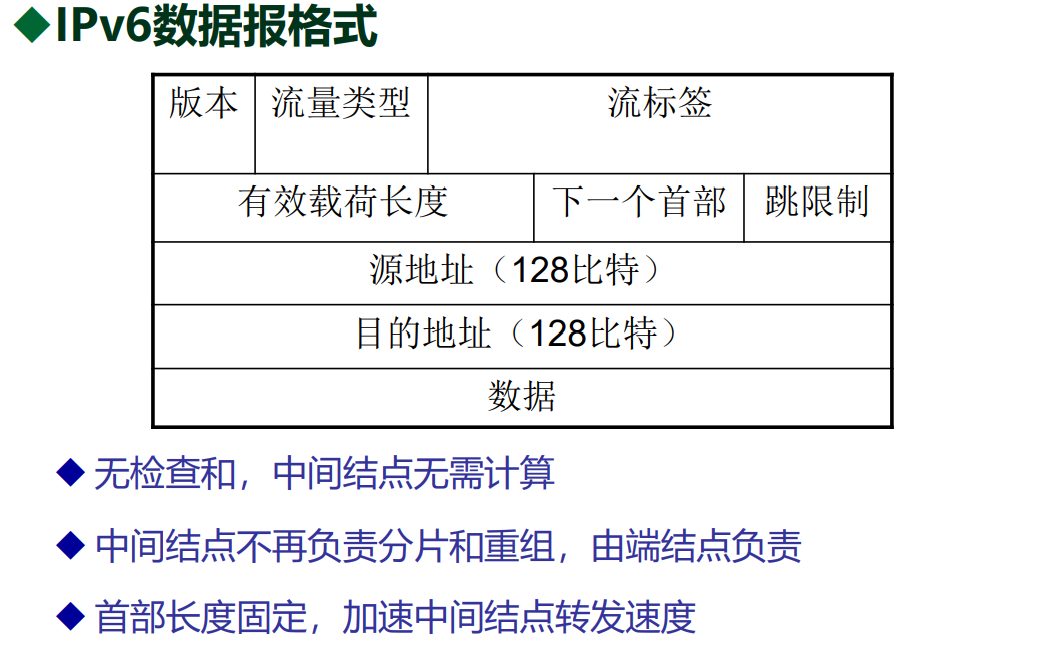 ◆IPv6数据报格式
版本 流量类型 流标签
有效载荷长度 下一个首部 跳限制
源地址（128比特）
目的地址（128比特）
数据
◆ 无检查和，中间结点无需计算
◆ 中间结点不再负责分片和重组，由端结点负责
◆ 首部长度固定，加速中间结点转发速度